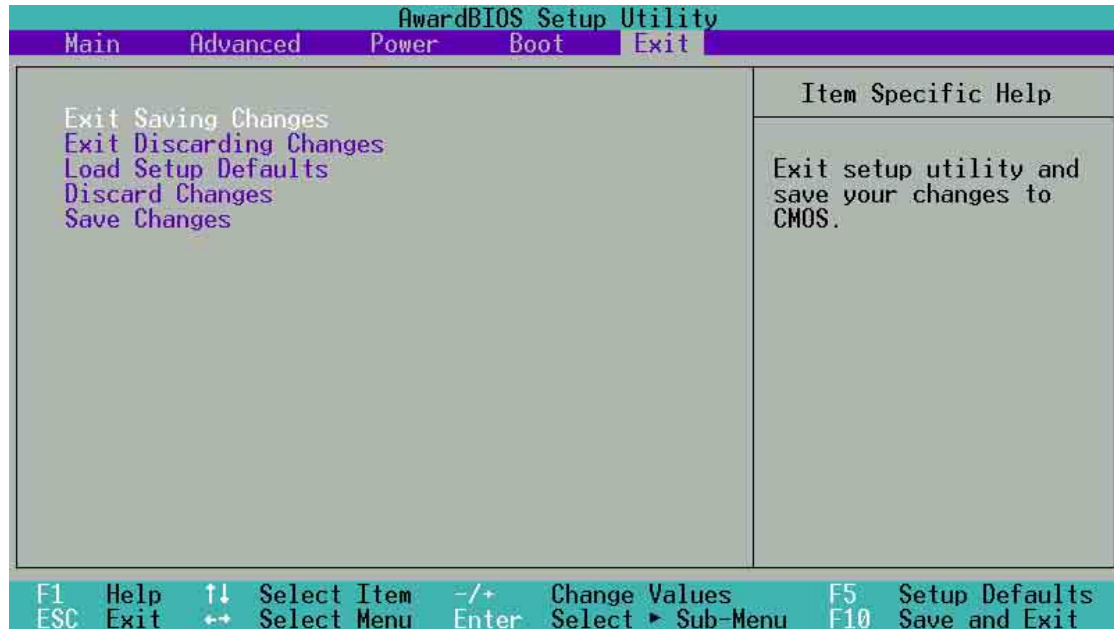 AwardBIOS Setup Utility
Main Advanced Power Boot Exit
Item Specific Help
Exit Saving Changes
Exit Discarding Changes
Load Setup Defaults
Discard Changes
Save Changes
Exit setup utility and
save your changes to
CMOS.
F1 Help ↑↓ Select Item -/+ Change Values F5 Setup Defaults
ESC Exit ←→ Select Menu Enter Select ► Sub-Menu F10 Save and Exit